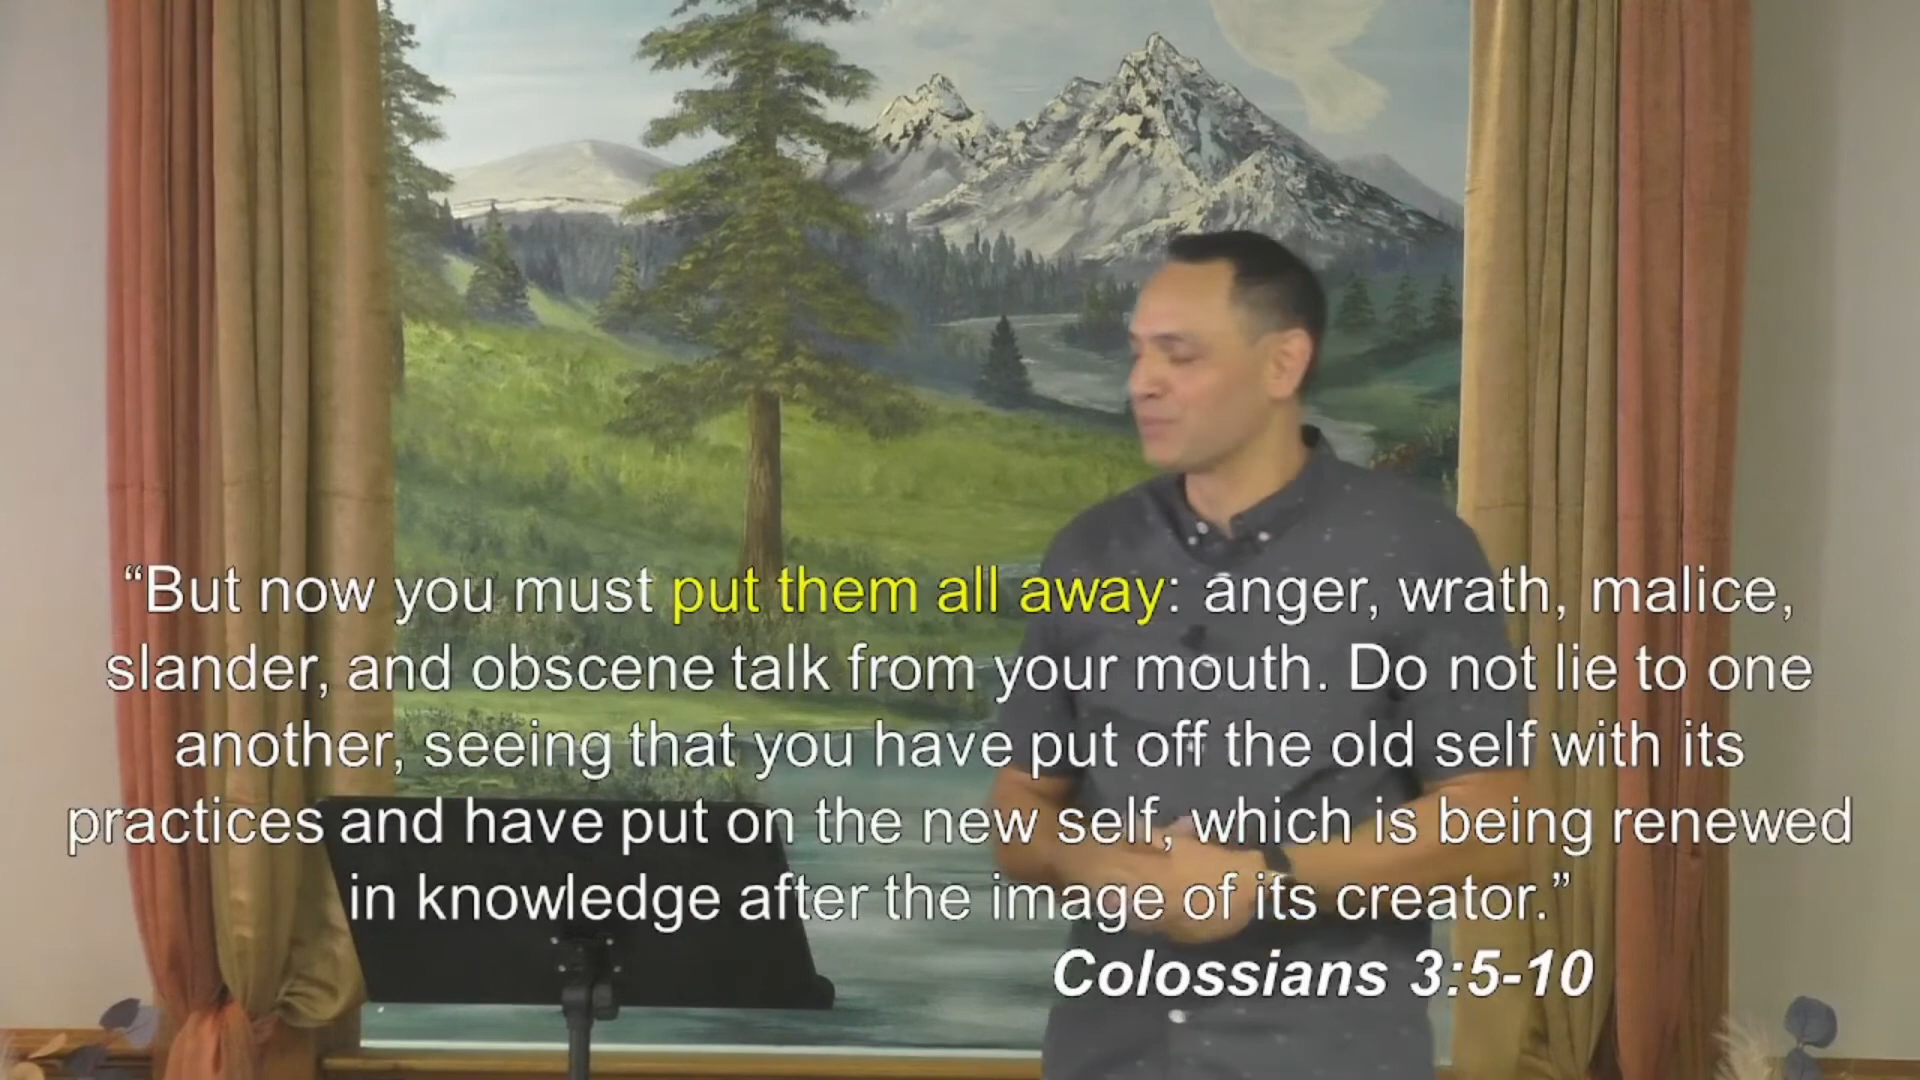 “But now you must put them all away: anger, wrath, malice,
slander, and obscene talk from your mouth. Do not lie to one
another, seeing that you have put off the old self with its
practices and have put on the new self, which is being renewed
in knowledge after the image of its creator.”
Colossians 3:5-10